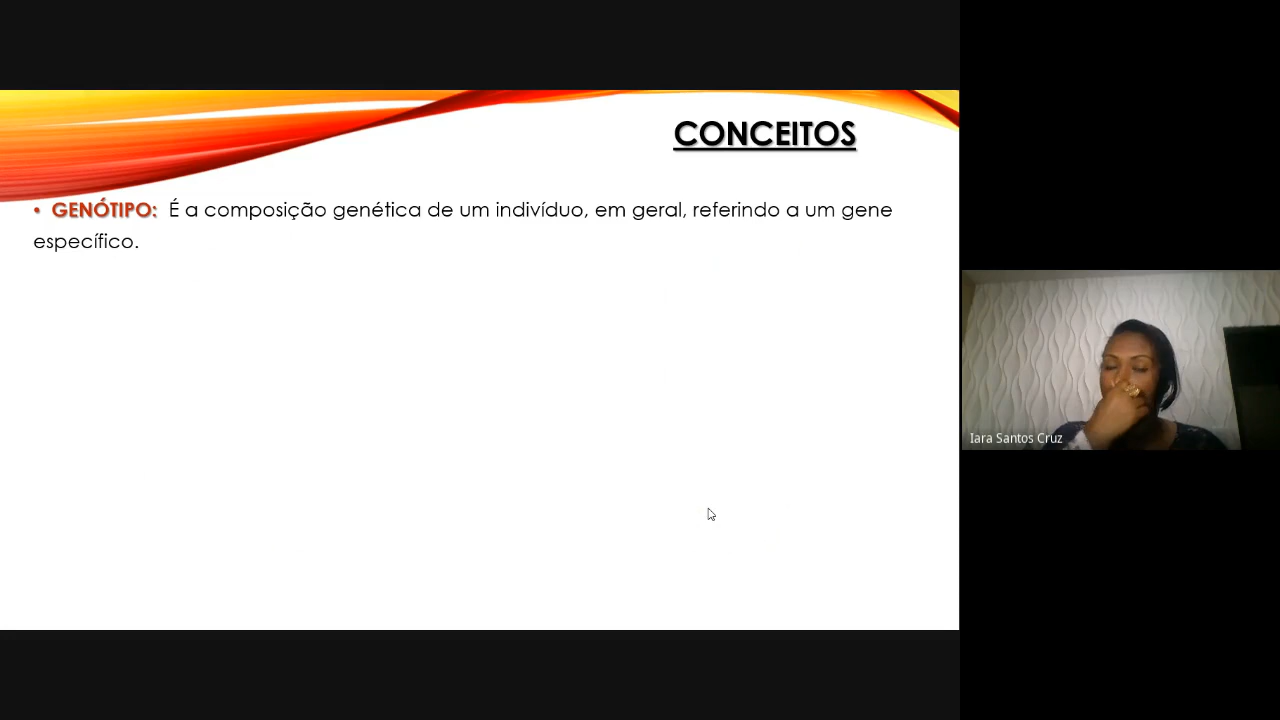 CONCEITOS
• GENÓTIPO: É a composição genética de um indivíduo, em geral, referindo a um gene
específico.
Iara Santos Cruz